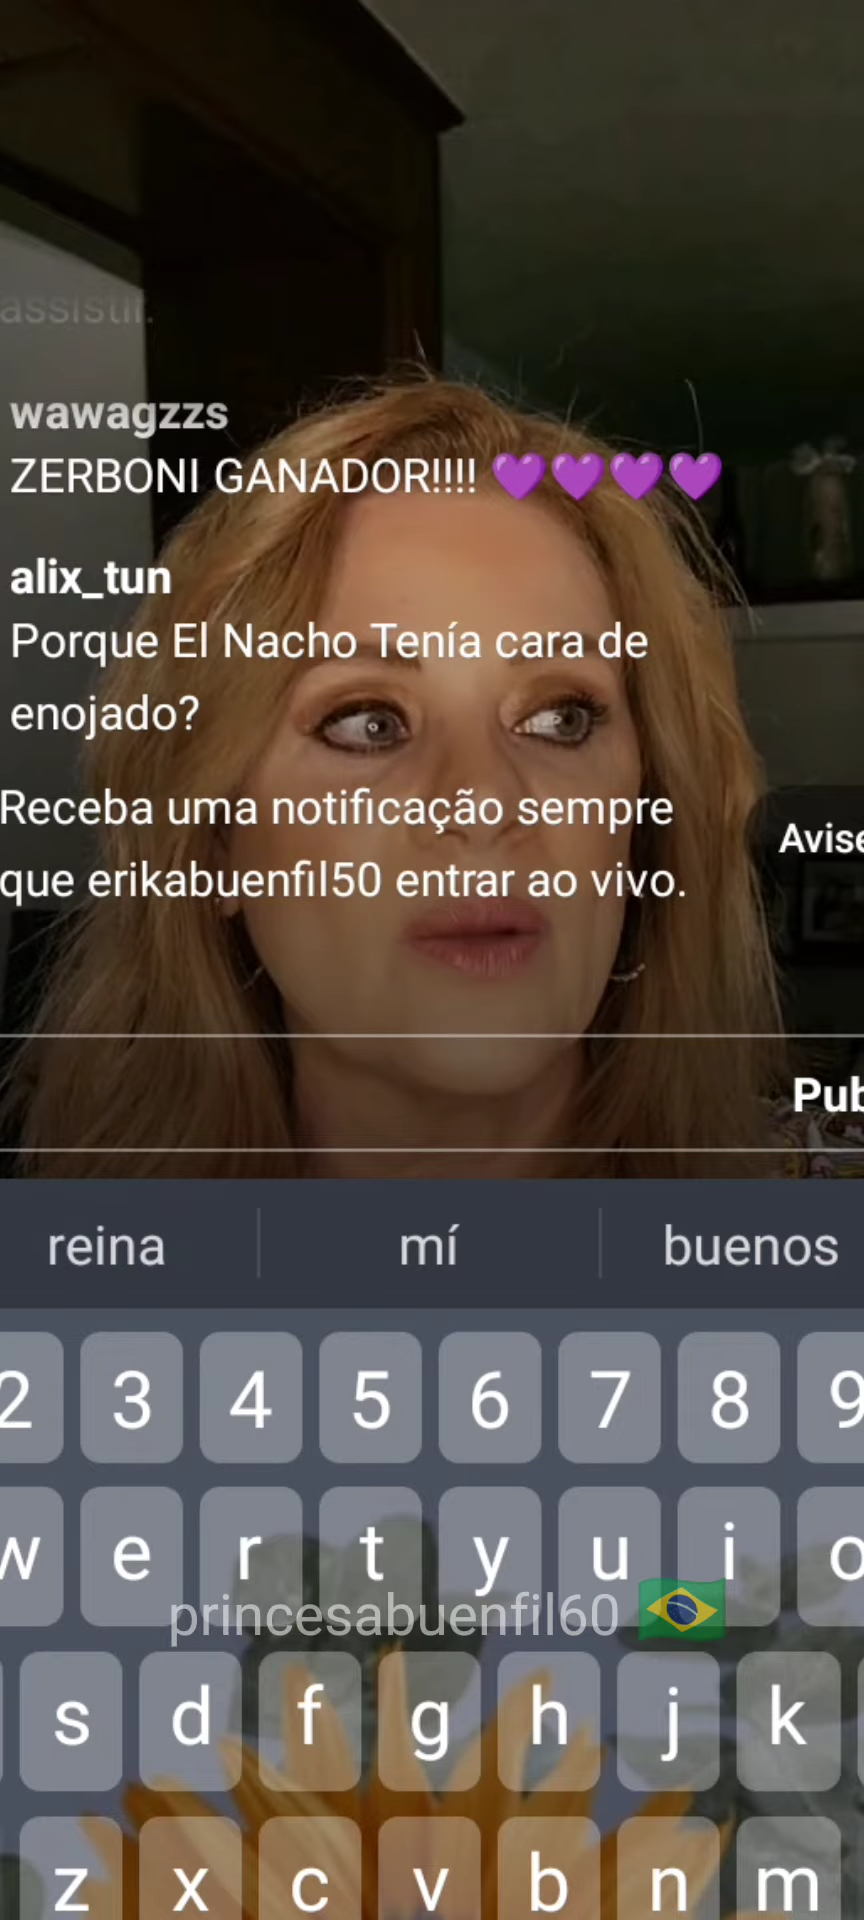 assistir.
wawagzzs
ZERBONI GANADOR!!!! 💜💜💜💜
alix_tun
Porque El Nacho Tenía cara de
enojado?
Receba uma notificação sempre
que erikabuenfil50 entrar ao vivo.
Avise
Pub
reina mí buenos
2 3 4 5 6 7 8 9
w e r t y u i o
princesabuenfil60 🇧🇷
s d f g h j k
z x c v b n m